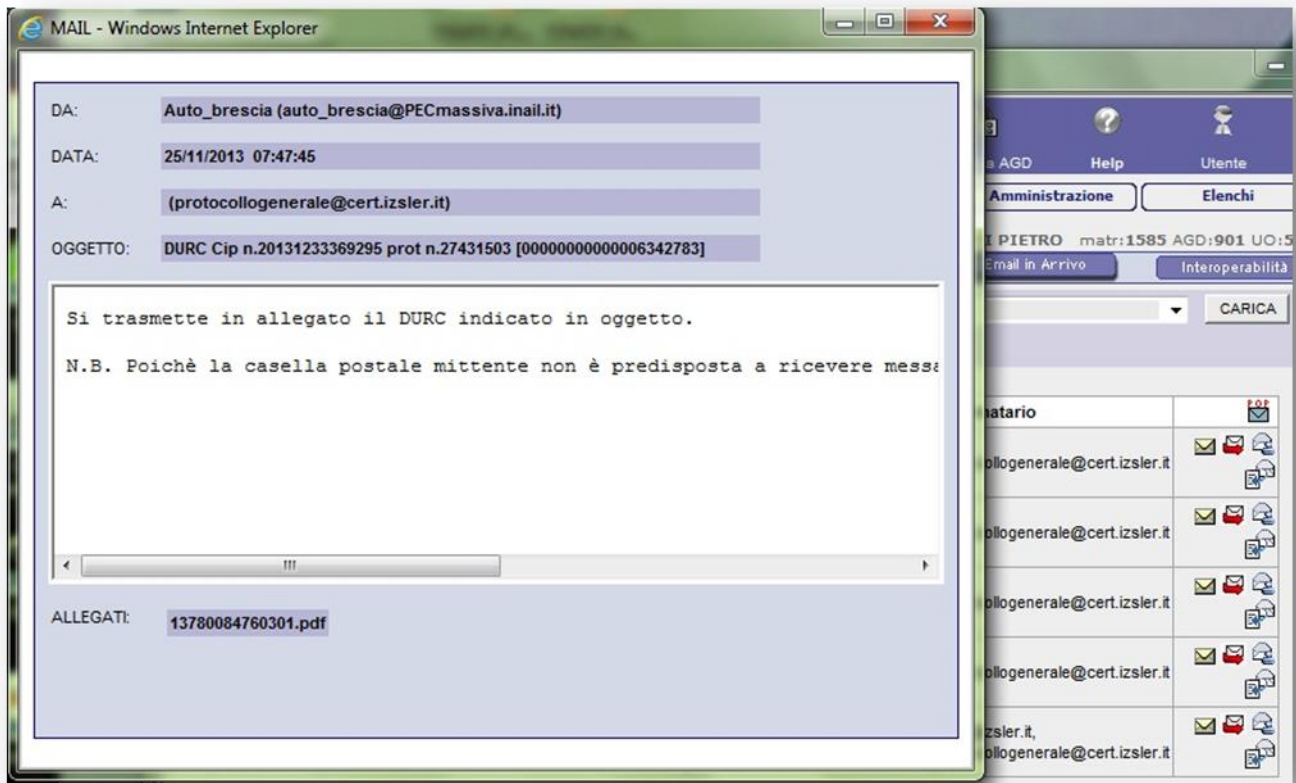 MAIL - Windows Internet Explorer
DA: Auto_brescia (auto_brescia@PECmassiva.inail.it)
DATA: 25/11/2013 07:47:45
A: (protocollogenerale@cert.izsler.it)
OGGETTO: DURC Cip n.20131233369295 prot n.27431503 [00000000000006342783]
Si trasmette in allegato il DURC indicato in oggetto.
N.B. Poichè la casella postale mittente non è predisposta a ricevere messa
ALLEGATI: 13780084760301.pdf
a AGD Help Utente
Amministrazione Elenchi
I PIETRO matr:1585 AGD:901 UO:5
Email in Arrivo Interoperabilità
CARICA
natario POP
ollogenerale@cert.izsler.it
ollogenerale@cert.izsler.it
ollogenerale@cert.izsler.it
ollogenerale@cert.izsler.it
zsler.it,
ollogenerale@cert.izsler.it